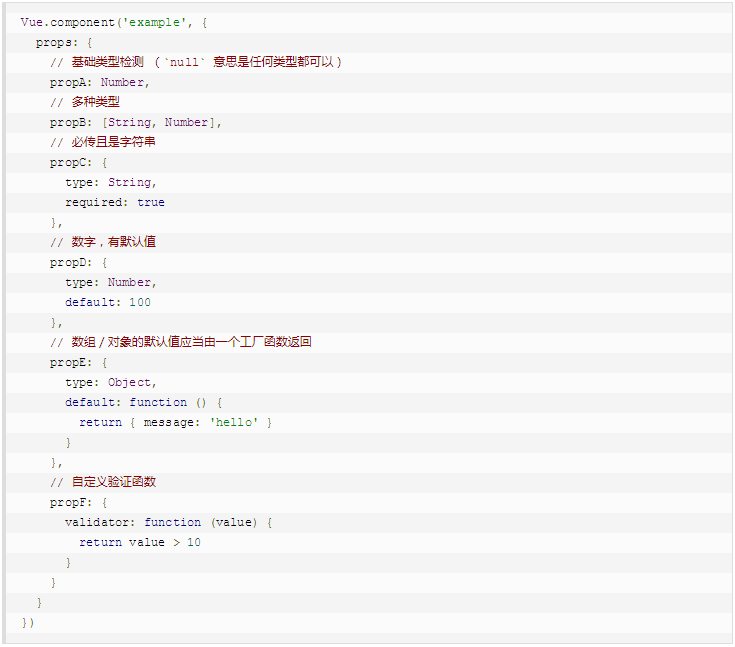 Vue.component('example', {
  props: {
    // 基础类型检测 （`null` 意思是任何类型都可以）
    propA: Number,
    // 多种类型
    propB: [String, Number],
    // 必传且是字符串
    propC: {
      type: String,
      required: true
    },
    // 数字，有默认值
    propD: {
      type: Number,
      default: 100
    },
    // 数组／对象的默认值应当由一个工厂函数返回
    propE: {
      type: Object,
      default: function () {
        return { message: 'hello' }
      }
    },
    // 自定义验证函数
    propF: {
      validator: function (value) {
        return value > 10
      }
    }
  }
})